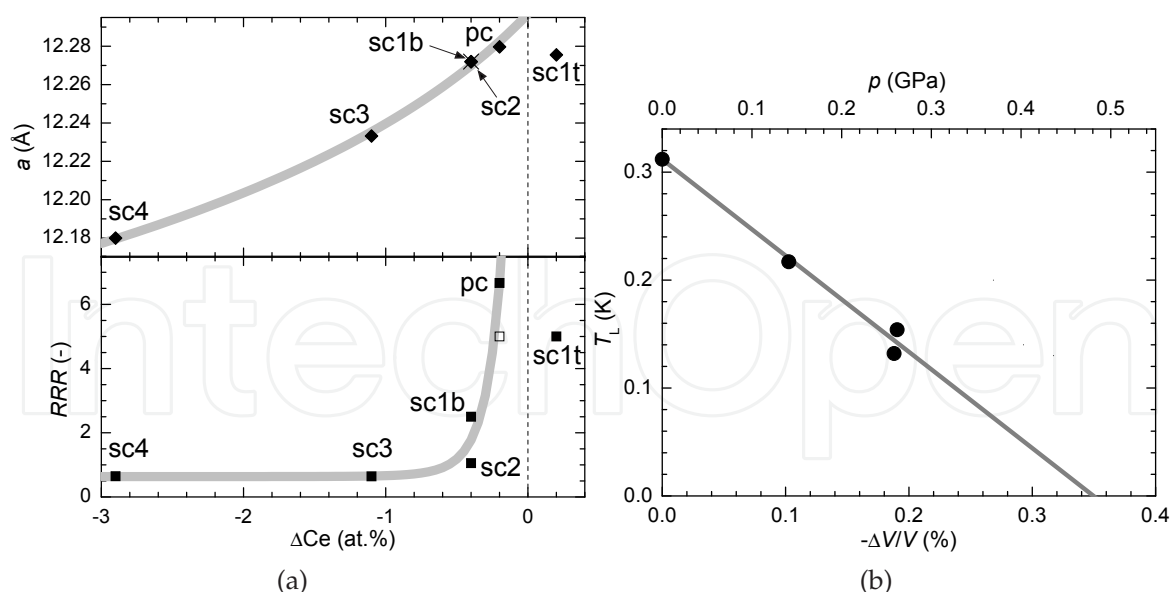 12.28
12.26
12.24
12.22
12.20
12.18
a (Å)
pc
sc1b
sc1t
sc2
sc3
sc4
6
4
2
0
RRR (-)
pc
sc1t
sc1b
sc2
sc3
sc4
-3
-2
-1
0
ΔCe (at.%)
(a)
p (GPa)
0.0
0.1
0.2
0.3
0.4
0.5
0.3
0.2
0.1
0.0
T_L (K)
0.0
0.1
0.2
0.3
0.4
-ΔV/V (%)
(b)
IntechOpen